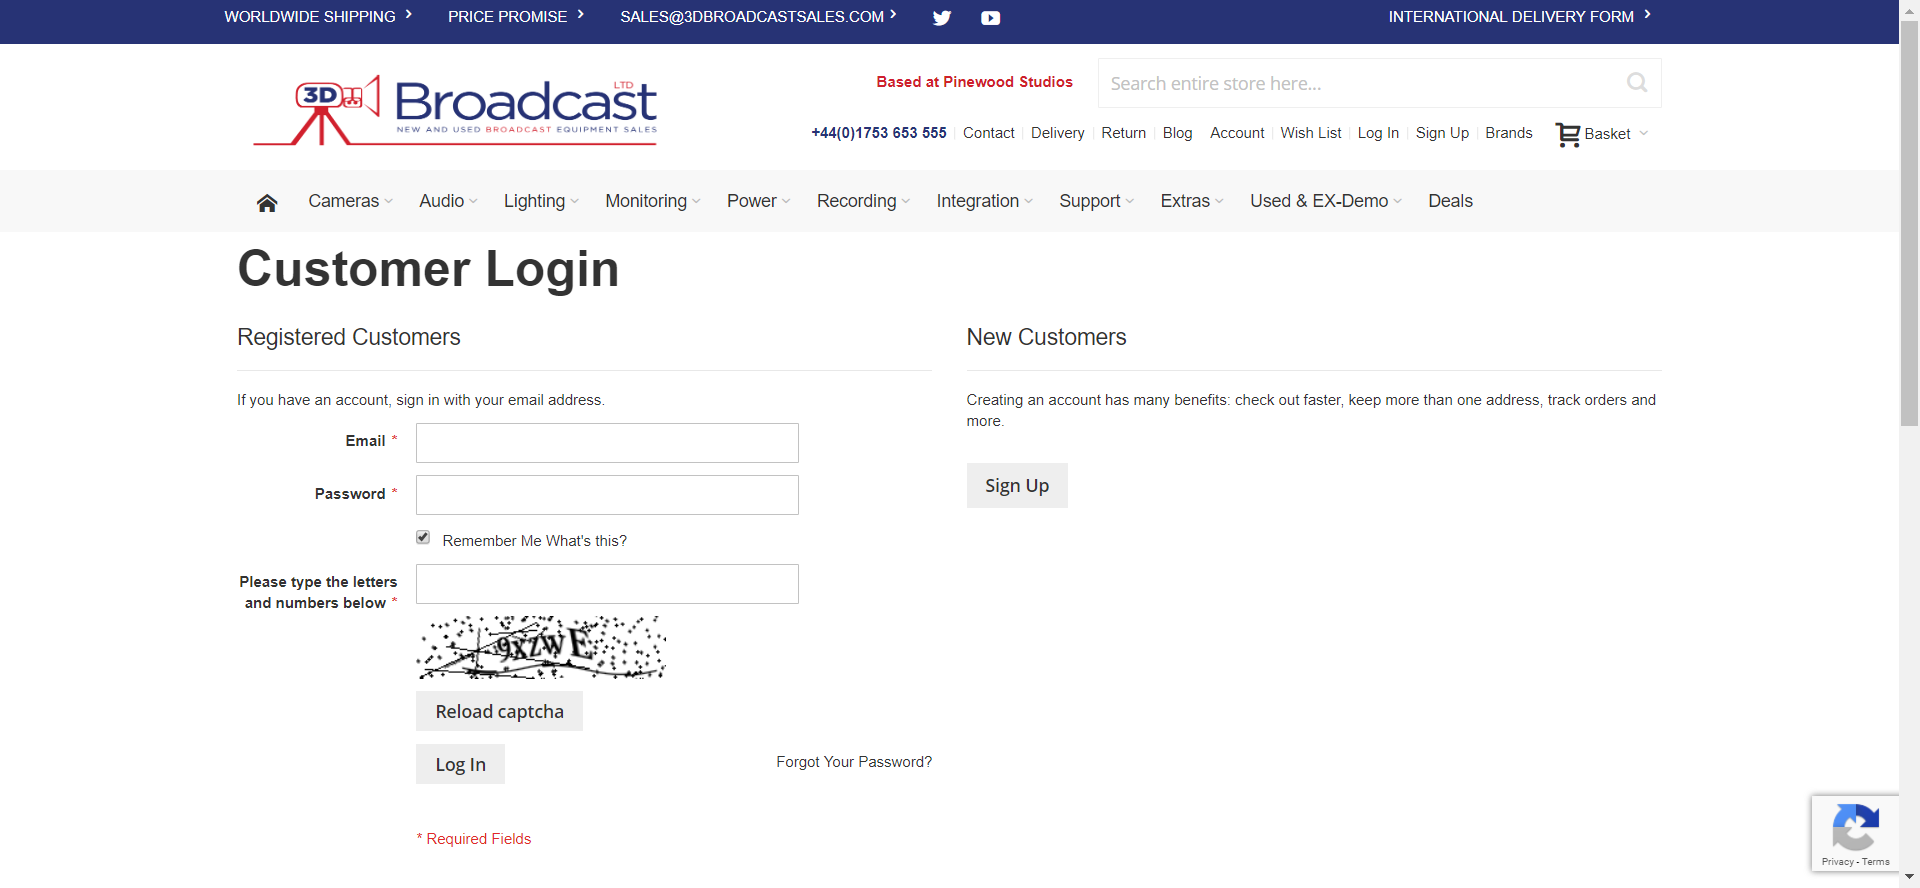 WORLDWIDE SHIPPING PRICE PROMISE SALES@3DBROADCASTSALES.COM INTERNATIONAL DELIVERY FORM
3D Broadcast LTD
NEW AND USED BROADCAST EQUIPMENT SALES
Based at Pinewood Studios
Search entire store here...
+44(0)1753 653 555 Contact Delivery Return Blog Account Wish List Log In Sign Up Brands Basket
Cameras Audio Lighting Monitoring Power Recording Integration Support Extras Used & EX-Demo Deals
Customer Login
Registered Customers
If you have an account, sign in with your email address.
Email *
Password *
Remember Me What's this?
Please type the letters
and numbers below *
9xzwE
Reload captcha
Log In
Forgot Your Password?
* Required Fields
New Customers
Creating an account has many benefits: check out faster, keep more than one address, track orders and
more.
Sign Up
Privacy - Terms